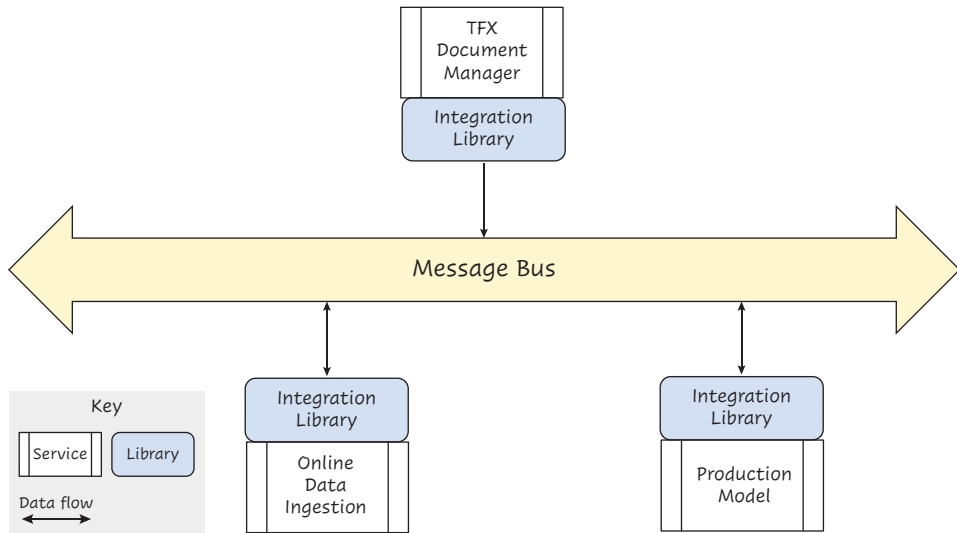 TFX
Document
Manager
Integration
Library
Message Bus
Integration
Library
Online
Data
Ingestion
Integration
Library
Production
Model
Key
Service
Library
Data flow